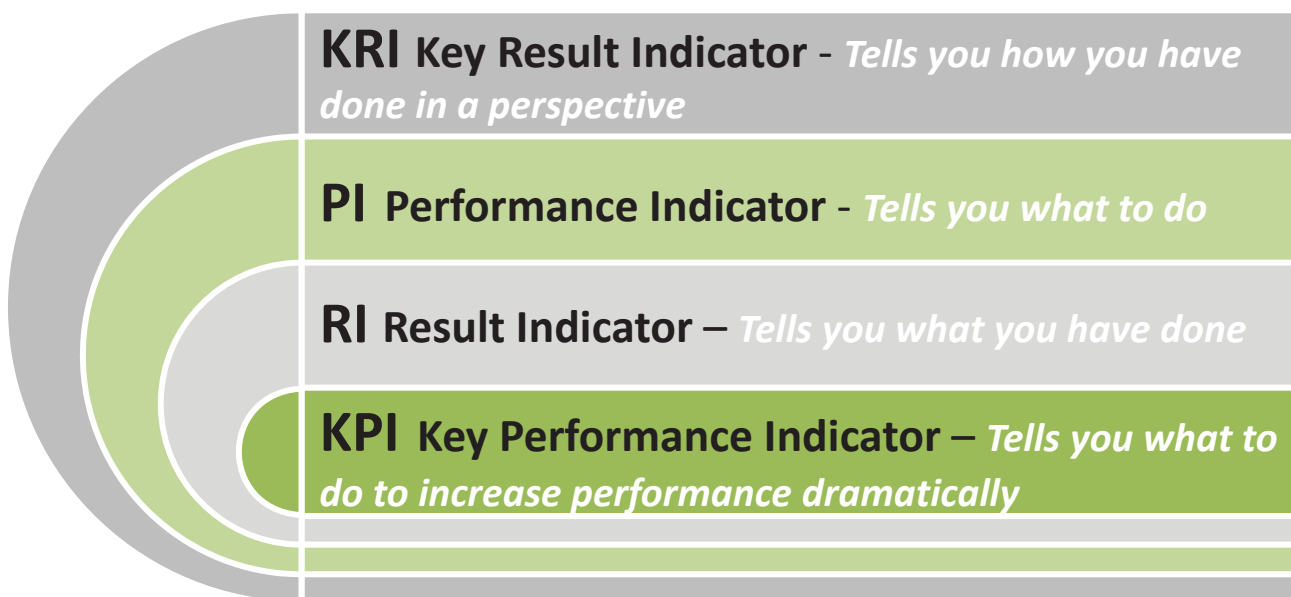 KRI Key Result Indicator - Tells you how you have
done in a perspective
PI Performance Indicator - Tells you what to do
RI Result Indicator – Tells you what you have done
KPI Key Performance Indicator – Tells you what to
do to increase performance dramatically